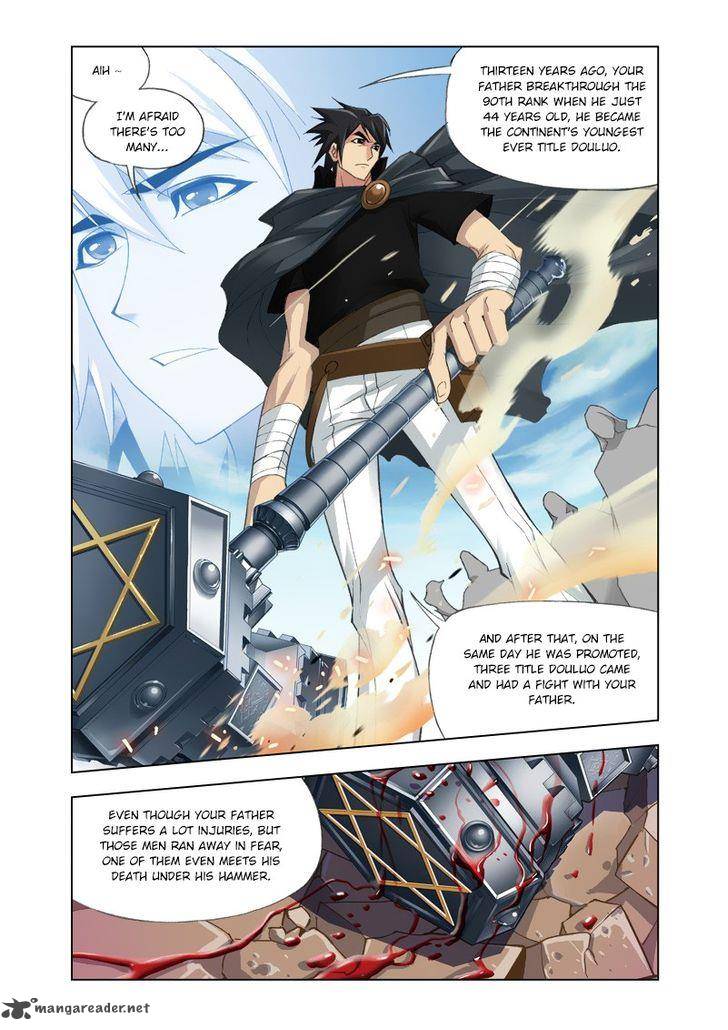 AIH ~
I'M AFRAID
THERE'S TOO
MANY...
THIRTEEN YEARS AGO, YOUR
FATHER BREAKTHROUGH THE
90TH RANK WHEN HE JUST
44 YEARS OLD, HE BECAME
THE CONTINENT'S YOUNGEST
EVER TITLE DOULUO.
AND AFTER THAT, ON THE
SAME DAY HE WAS PROMOTED,
THREE TITLE DOULUO CAME
AND HAD A FIGHT WITH YOUR
FATHER.
EVEN THOUGH YOUR FATHER
SUFFERS A LOT INJURIES, BUT
THOSE MEN RAN AWAY IN FEAR,
ONE OF THEM EVEN MEETS HIS
DEATH UNDER HIS HAMMER.
mangareader.net